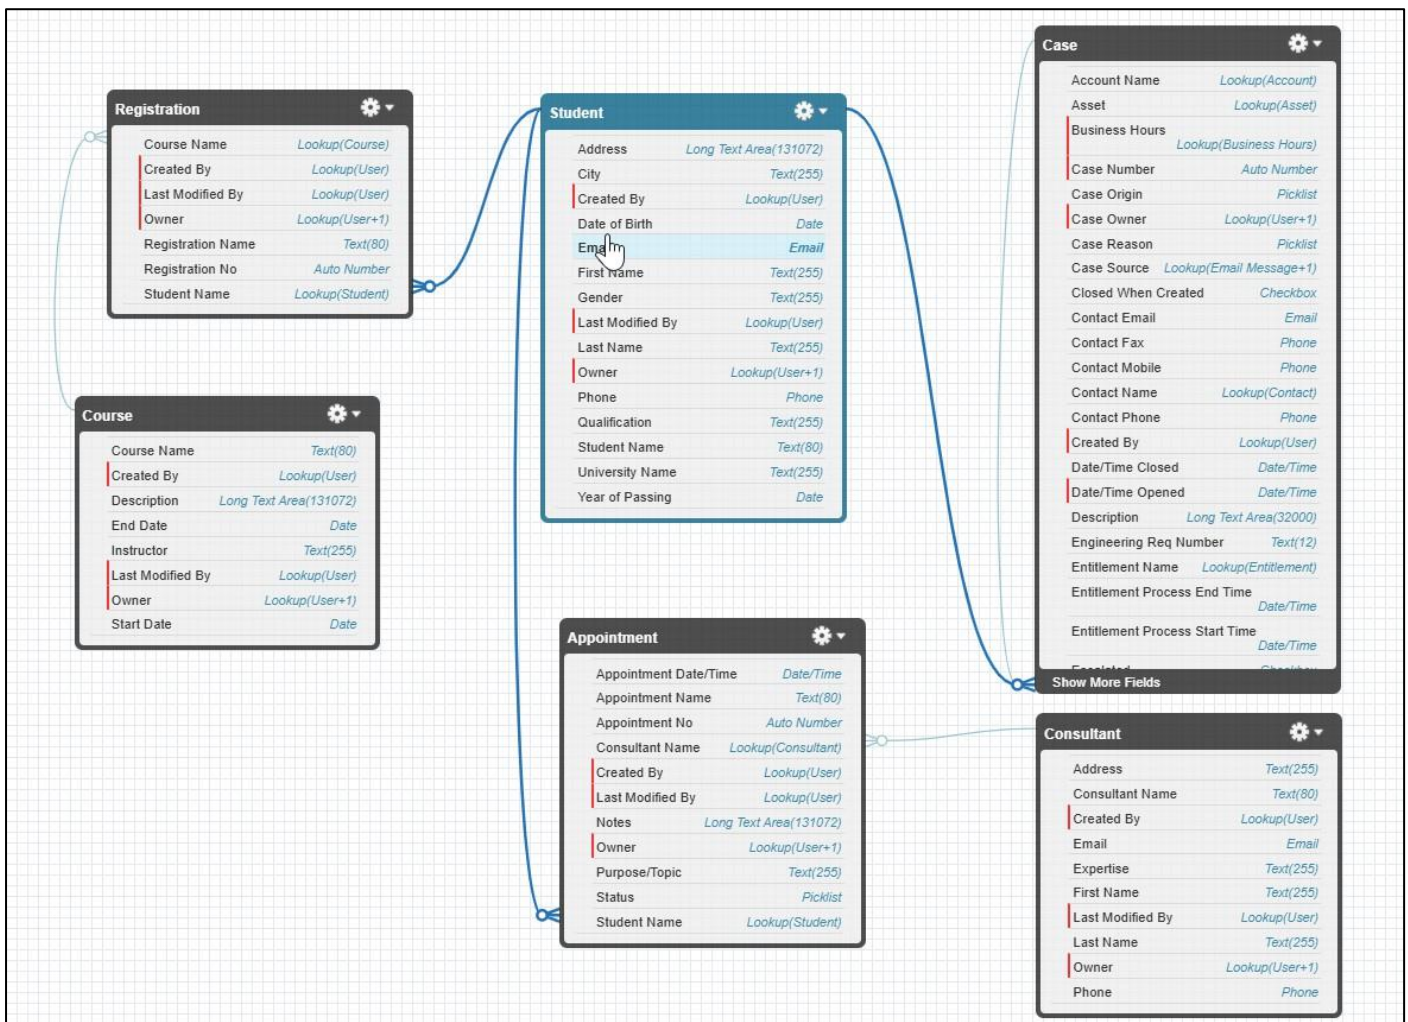 Registration
Course Name Lookup(Course)
Created By Lookup(User)
Last Modified By Lookup(User)
Owner Lookup(User+1)
Registration Name Text(80)
Registration No Auto Number
Student Name Lookup(Student)
Course
Course Name Text(80)
Created By Lookup(User)
Description Long Text Area(131072)
End Date Date
Instructor Text(255)
Last Modified By Lookup(User)
Owner Lookup(User+1)
Start Date Date
Student
Address Long Text Area(131072)
City Text(255)
Created By Lookup(User)
Date of Birth Date
Email
First Name Text(255)
Gender Text(255)
Last Modified By Lookup(User)
Last Name Text(255)
Owner Lookup(User+1)
Phone Phone
Qualification Text(255)
Student Name Text(80)
University Name Text(255)
Year of Passing Date
Appointment
Appointment Date/Time Date/Time
Appointment Name Text(80)
Appointment No Auto Number
Consultant Name Lookup(Consultant)
Created By Lookup(User)
Last Modified By Lookup(User)
Notes Long Text Area(131072)
Owner Lookup(User+1)
Purpose/Topic Text(255)
Status Picklist
Student Name Lookup(Student)
Case
Account Name Lookup(Account)
Asset Lookup(Asset)
Business Hours
Lookup(Business Hours)
Case Number Auto Number
Case Origin Picklist
Case Owner Lookup(User+1)
Case Reason Picklist
Case Source Lookup(Email Message+1)
Closed When Created Checkbox
Contact Email Email
Contact Fax Phone
Contact Mobile Phone
Contact Name Lookup(Contact)
Contact Phone Phone
Created By Lookup(User)
Date/Time Closed Date/Time
Date/Time Opened Date/Time
Description Long Text Area(32000)
Engineering Req Number Text(12)
Entitlement Name Lookup(Entitlement)
Entitlement Process End Time
Date/Time
Entitlement Process Start Time
Date/Time
Show More Fields
Consultant
Address Text(255)
Consultant Name Text(80)
Created By Lookup(User)
Email Email
Expertise Text(255)
First Name Text(255)
Last Modified By Lookup(User)
Last Name Text(255)
Owner Lookup(User+1)
Phone Phone